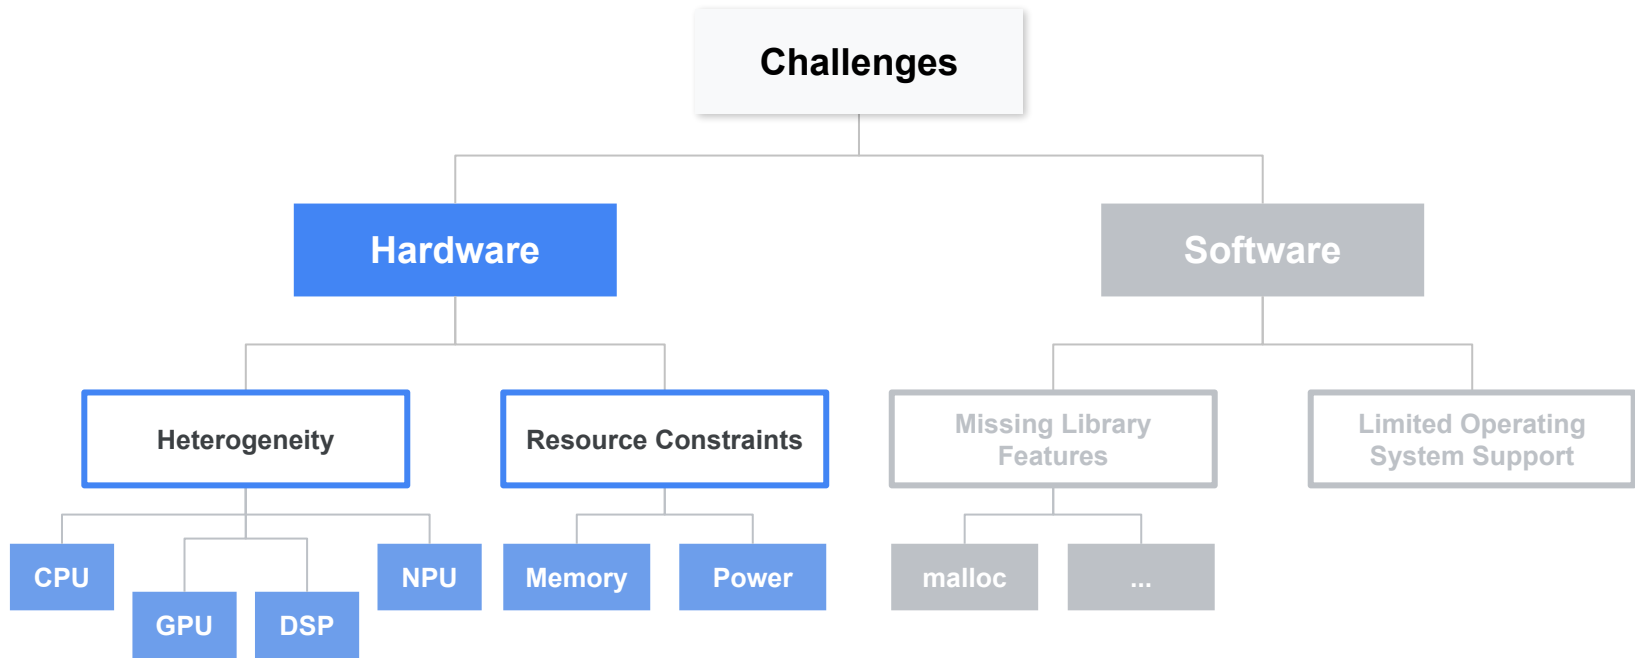 Challenges
Hardware
Software
Heterogeneity
Resource Constraints
Missing Library
Features
Limited Operating
System Support
CPU
GPU
DSP
NPU
Memory
Power
malloc
...